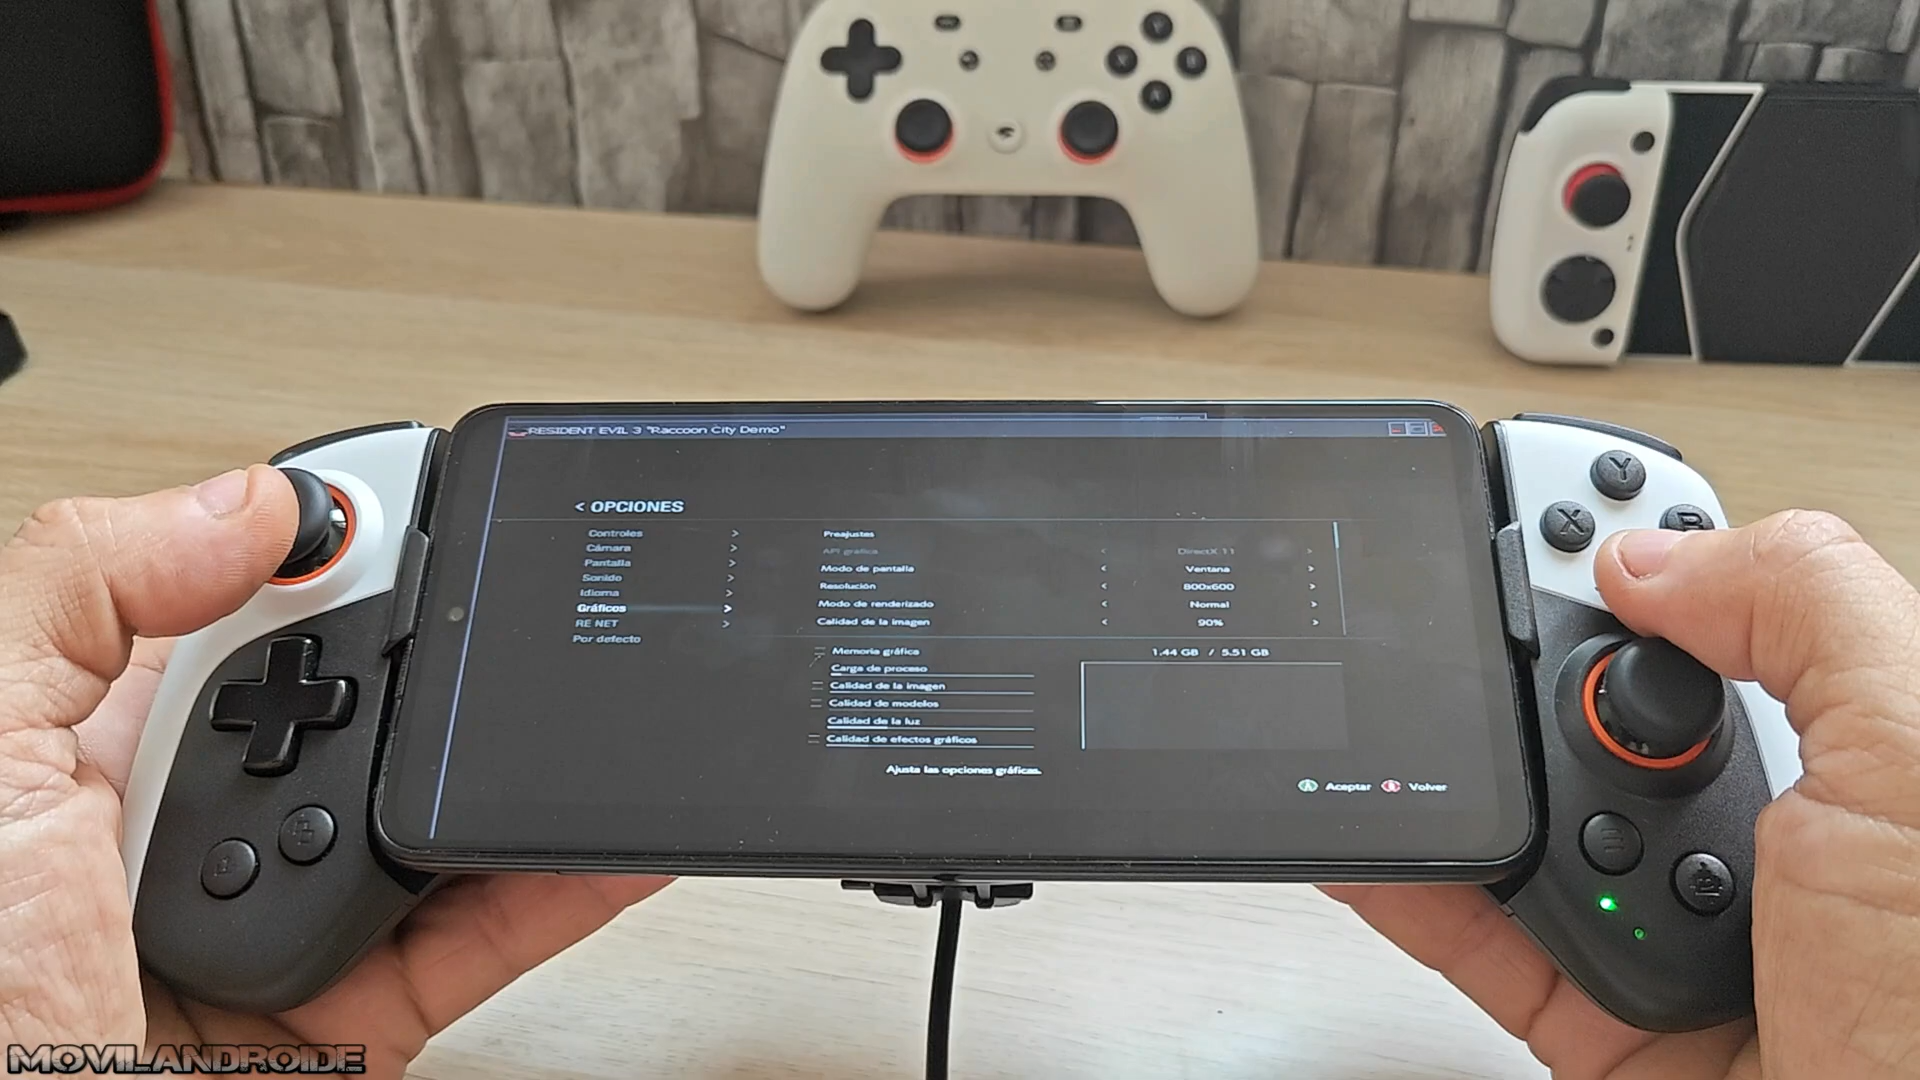 Y
X
B
A
RESIDENT EVIL 3 "Raccoon City Demo"
< OPCIONES
Controles >
Cámara >
Pantalla >
Sonido >
Idioma >
Gráficos >
RE NET >
Por defecto
Preajustes
API gráfica < DirectX 11 >
Modo de pantalla < Ventana >
Resolución < 800x600 >
Modo de renderizado < Normal >
Calidad de la imagen < 90% >
Memoria gráfica 1.44 GB / 5.51 GB
Carga de proceso
Calidad de la imagen
Calidad de modelos
Calidad de la luz
Calidad de efectos gráficos
Ajusta las opciones gráficas.
A Aceptar B Volver
Y
X
B
MOVILANDROIDE